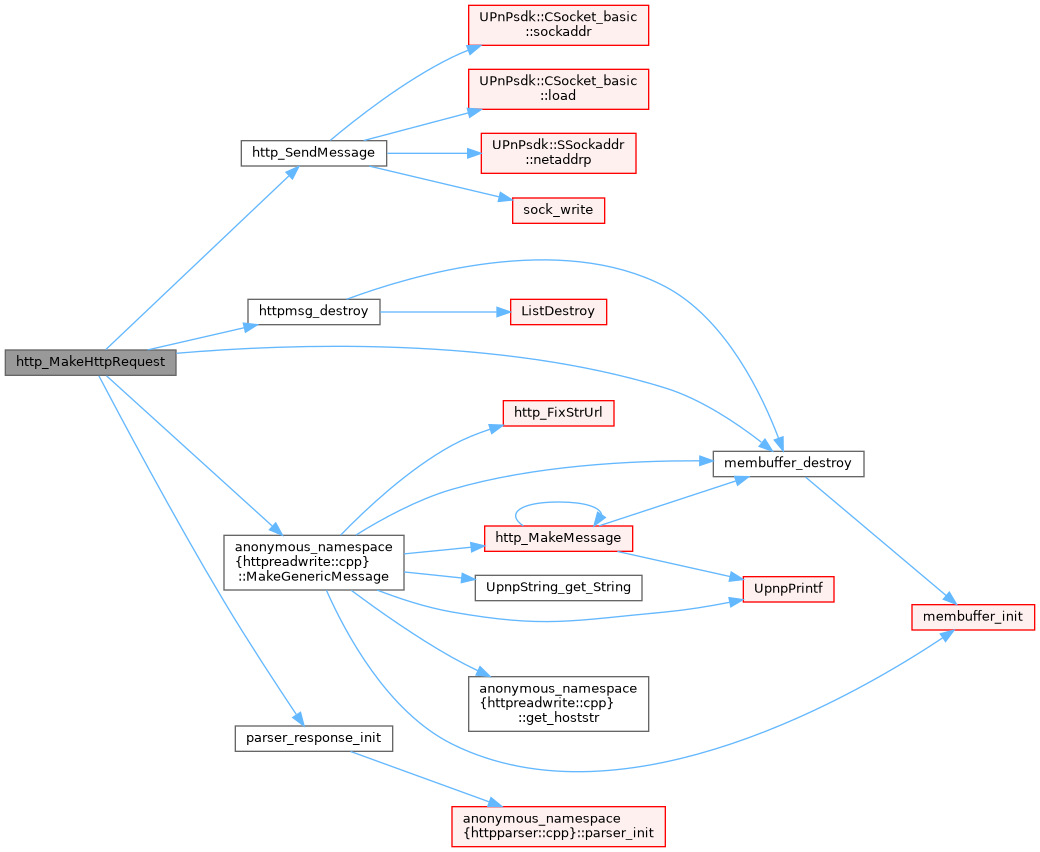 UPnPsdk::CSocket_basic
::sockaddr
UPnPsdk::CSocket_basic
::load
http_SendMessage
UPnPsdk::SSockaddr
::netaddrp
sock_write
httpmsg_destroy
ListDestroy
http_MakeHttpRequest
http_FixStrUrl
membuffer_destroy
http_MakeMessage
anonymous_namespace
{httpreadwrite::cpp}
::MakeGenericMessage
UpnpString_get_String
UpnpPrintf
membuffer_init
anonymous_namespace
{httpreadwrite::cpp}
::get_hoststr
parser_response_init
anonymous_namespace
{httpparser::cpp}::parser_init